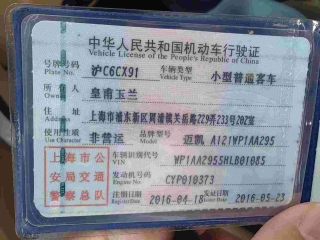 中华人民共和国机动车行驶证
Vehicle License of the People's Republic of China
号牌号码 Plate No. 沪C6CX91 车辆类型 Vehicle Type 小型普通客车
所有人 Owner 皇甫玉兰
住址 Address 上海市浦东新区周浦镇关岳路229弄233号202室
使用性质 Use Character 非营运 品牌型号 Model 迈凯 A121WP1AA295
上海市公安局交通警察总队
车辆识别代号 VIN WP1AA295SHLB01085
发动机号码 Engine No. CYP010373
注册日期 Register Date 2016-04-18 发证日期 Issue Date 2016-05-23